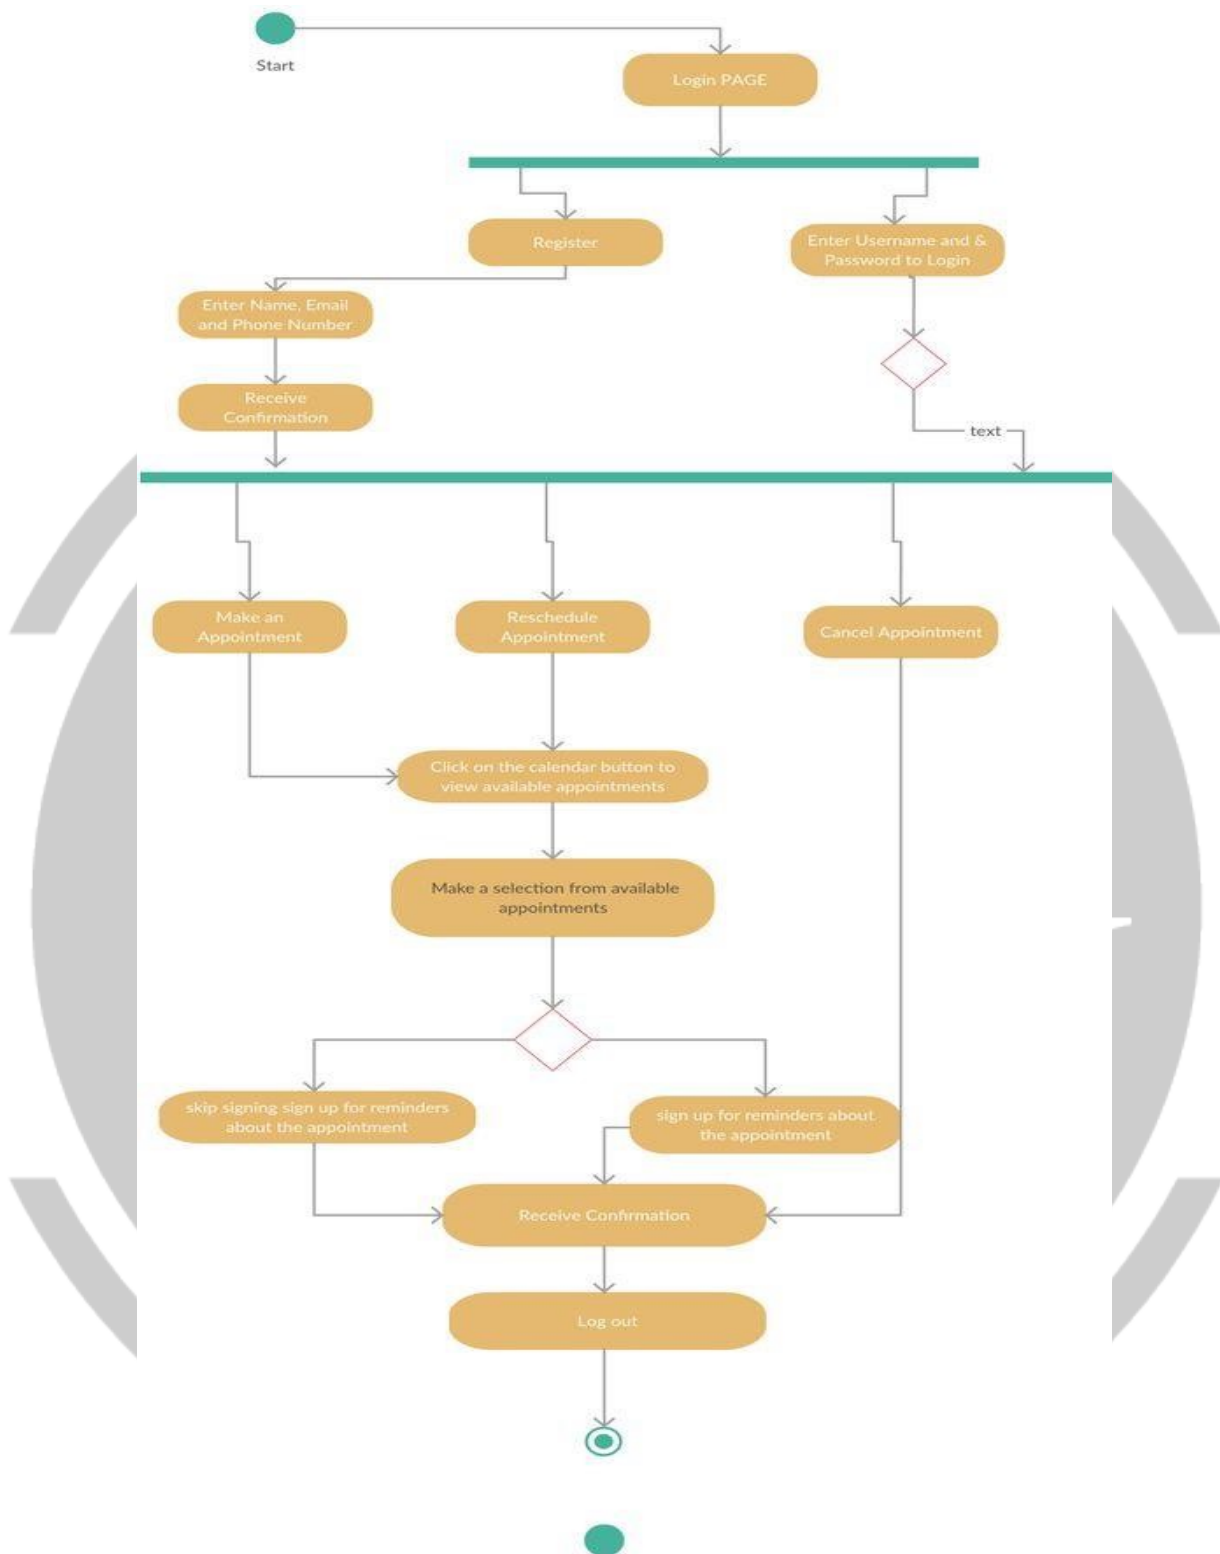 Start
Login PAGE
Register
Enter Username and &
Password to Login
Enter Name, Email
and Phone Number
Receive
Confirmation
text
Make an
Appointment
Reschedule
Appointment
Cancel Appointment
Click on the calendar button to
view available appointments
Make a selection from available
appointments
skip signing sign up for reminders
about the appointment
sign up for reminders about
the appointment
Receive Confirmation
Log out